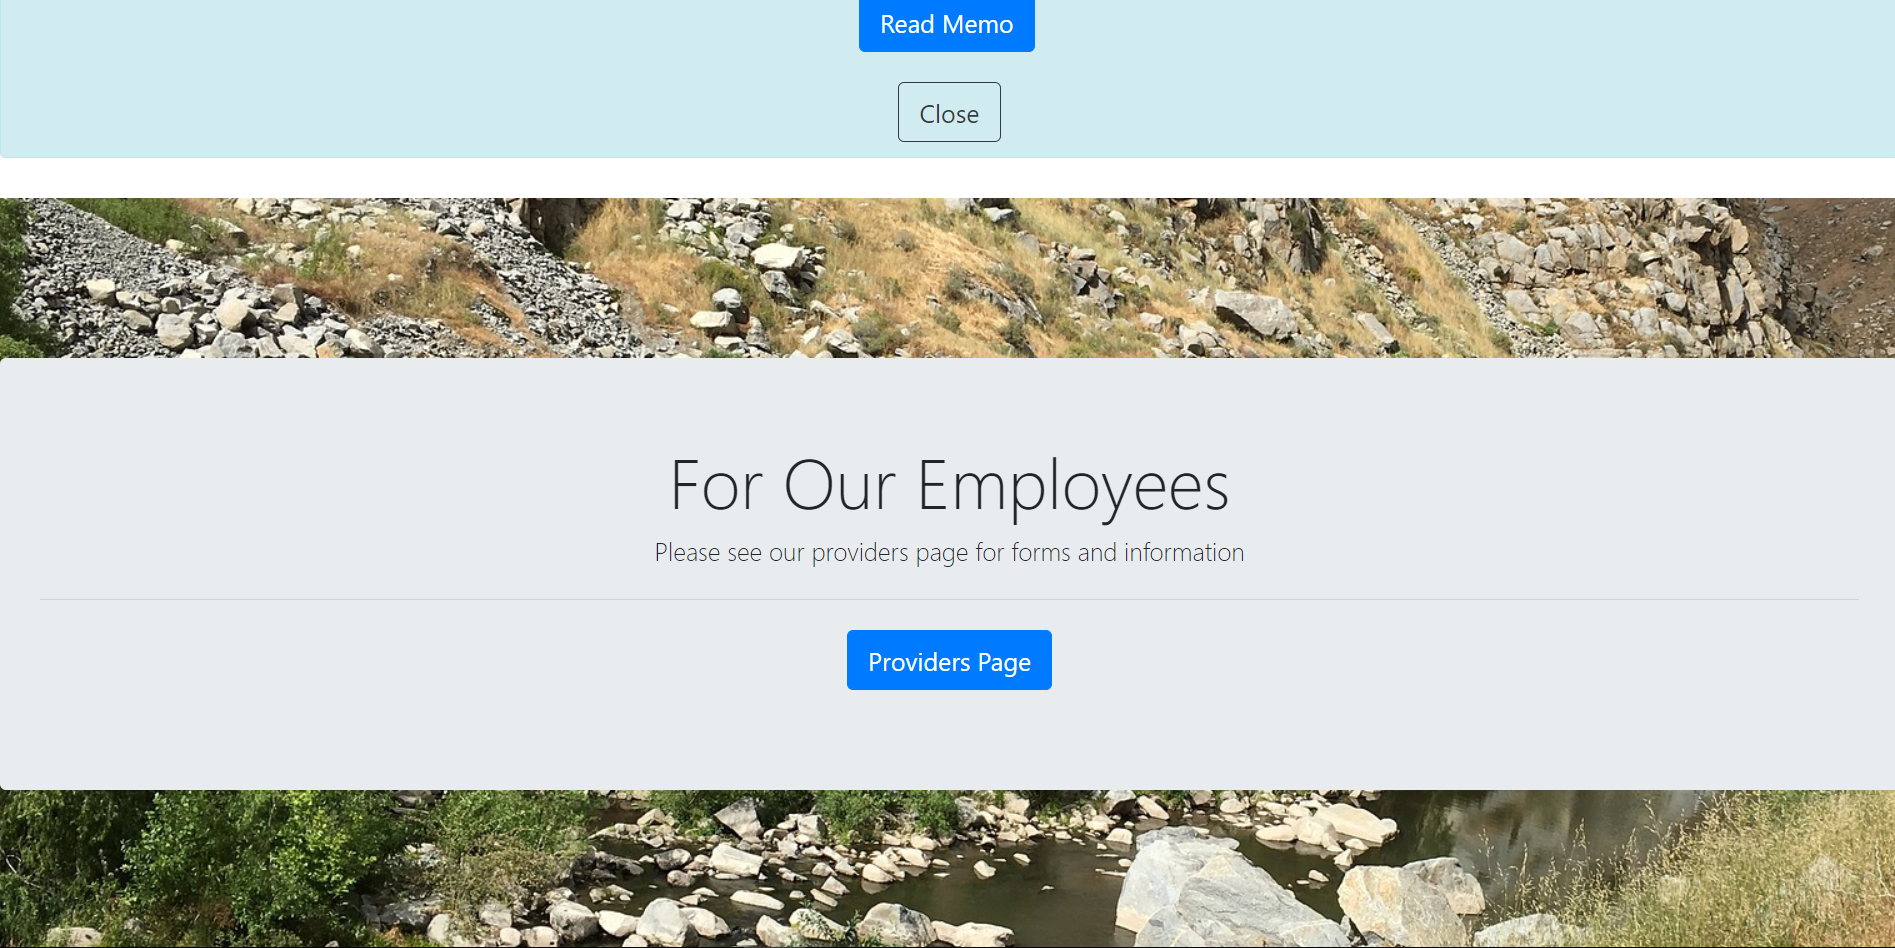 Read Memo
Close
For Our Employees
Please see our providers page for forms and information
Providers Page